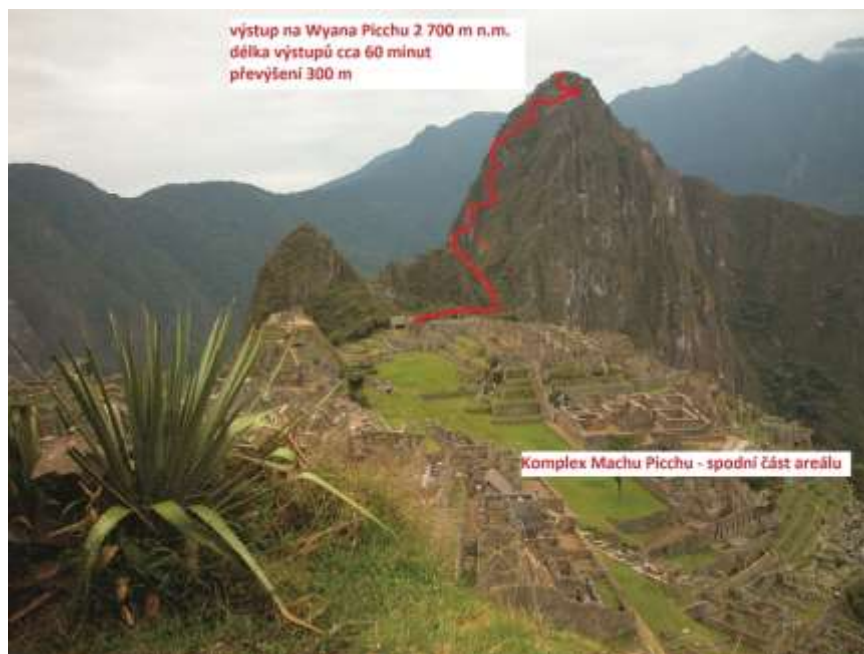 výstup na Wyana Picchu 2 700 m n.m.
délka výstupů cca 60 minut
převýšení 300 m
Komplex Machu Picchu - spodní část areálu